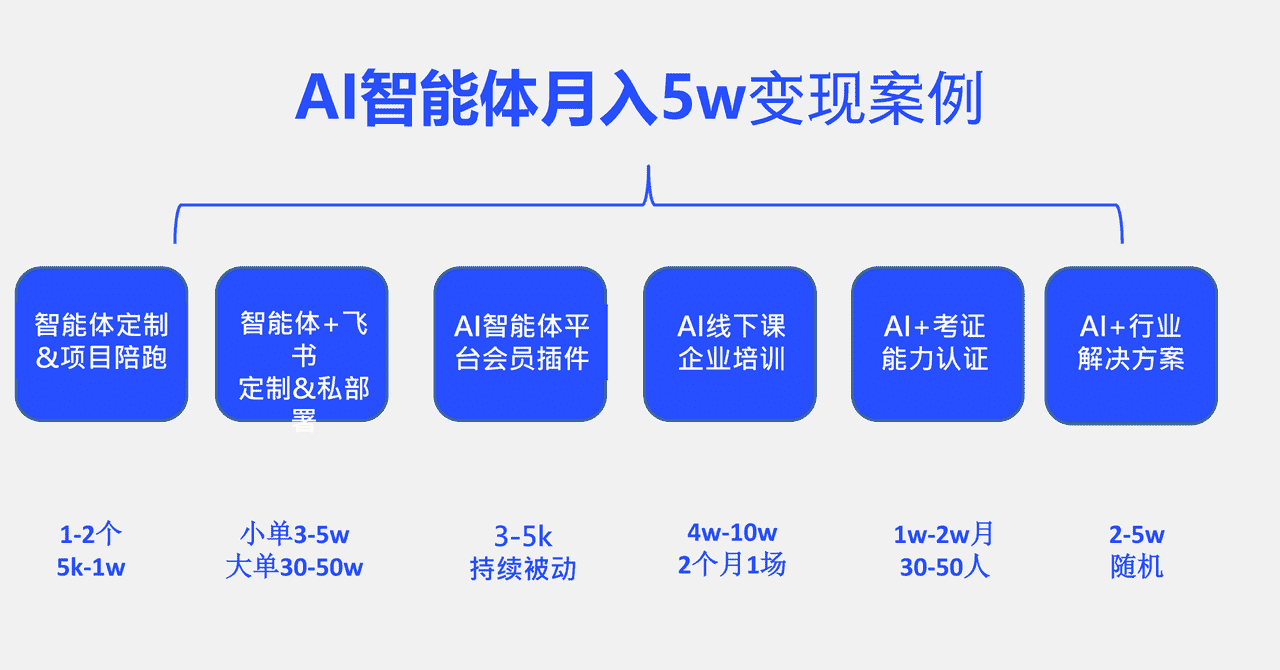 AI智能体月入5w变现案例
智能体定制
&项目陪跑
智能体+飞
书
定制&私部
署
AI智能体平
台会员插件
AI线下课
企业培训
AI+考证
能力认证
AI+行业
解决方案
1-2个
5k-1w
小单3-5w
大单30-50w
3-5k
持续被动
4w-10w
2个月1场
1w-2w月
30-50人
2-5w
随机